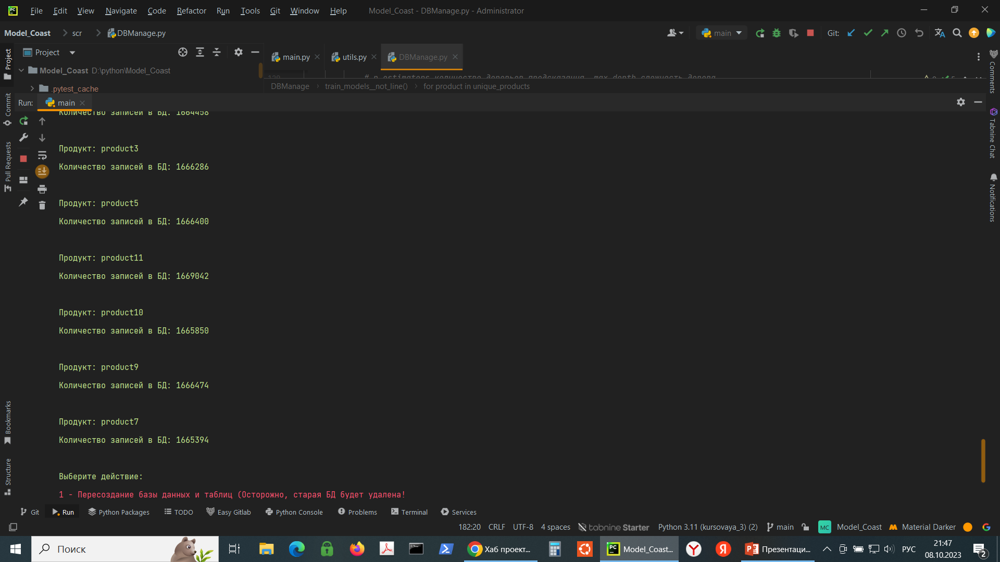 File Edit View Navigate Code Refactor Run Tools Git Window Help Model_Coast - DBManage.py - Administrator
Model_Coast scr DBManage.py main Git:
Project main.py utils.py DBManage.py
Model_Coast D:\python\Model_Coast
.pytest_cache
DBManage train_models__not_line() for product in unique_products
Run: main
Количество записей в БД: 1664458
Продукт: product3
Количество записей в БД: 1666286
Продукт: product5
Количество записей в БД: 1666400
Продукт: product11
Количество записей в БД: 1669042
Продукт: product10
Количество записей в БД: 1665850
Продукт: product9
Количество записей в БД: 1666474
Продукт: product7
Количество записей в БД: 1665394
Выберите действие:
1 - Пересоздание базы данных и таблиц (Осторожно, старая БД будет удалена!
Project
Commit
Pull Requests
Bookmarks
Structure
Comments
Tabnine Chat
Notifications
Git Run Python Packages TODO Easy Gitlab Python Console Problems Terminal Services
182:20 CRLF UTF-8 4 spaces tabnine Starter Python 3.11 (kursovaya_3) (2) main MC Model_Coast Material Darker
Поиск Хаб проект... Model_Coast... Презентаци... РУС 21:47
08.10.2023 2